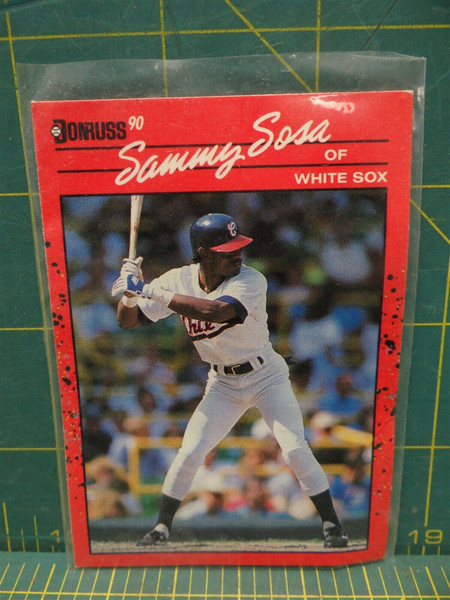 DONRUSS 90
Sammy Sosa
OF
WHITE SOX
C
19